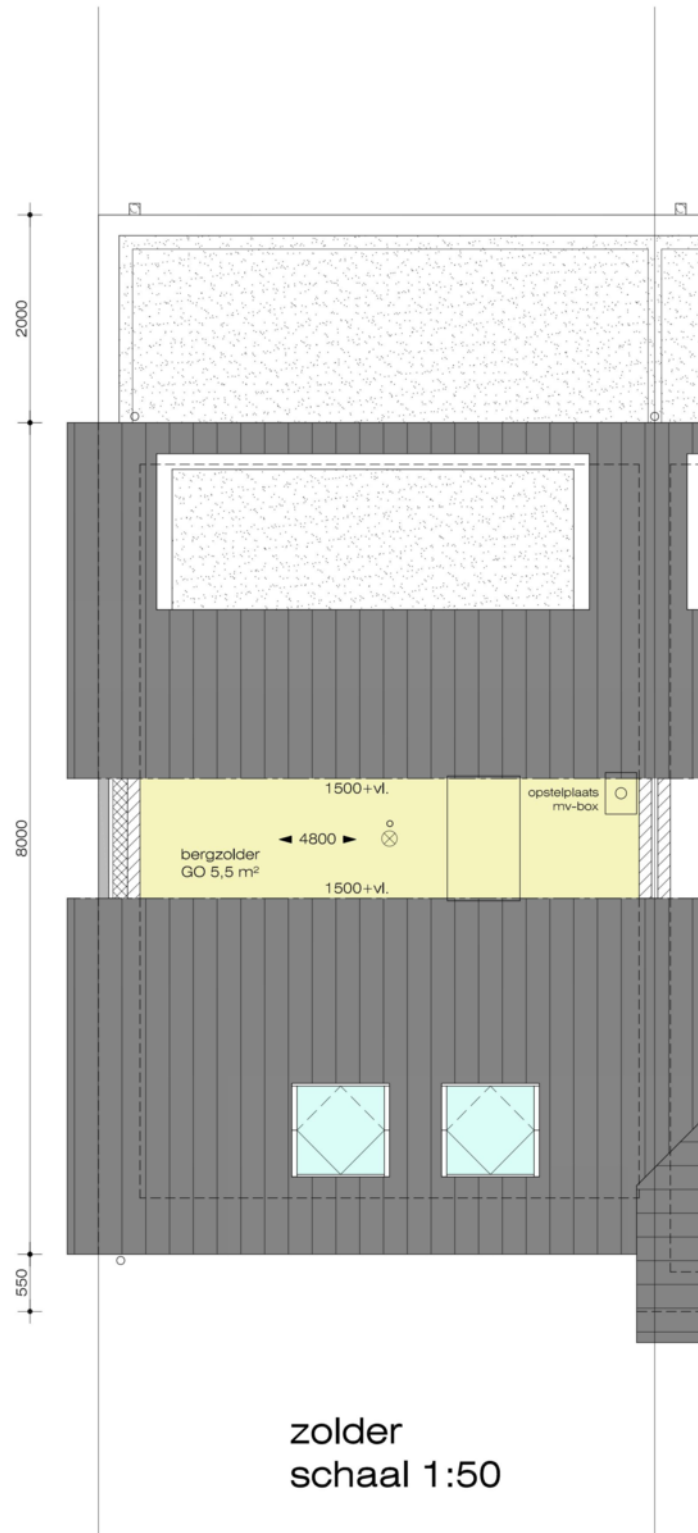 2000
8000
550
1500+vl.
opstelplaats
mv-box
4800
bergzolder
GO 5,5 m²
1500+vl.
zolder
schaal 1:50